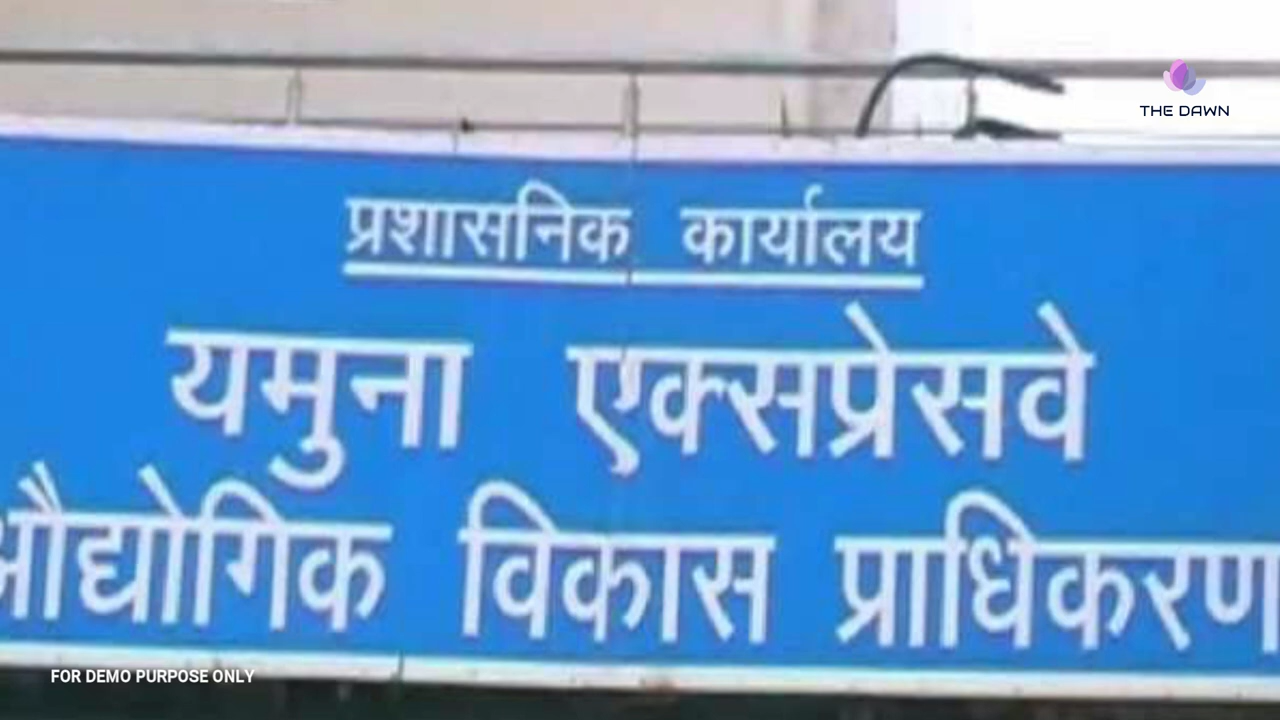 THE DAWN
प्रशासनिक कार्यालय
यमुना एक्सप्रेसवे
औद्योगिक विकास प्राधिकरण
FOR DEMO PURPOSE ONLY